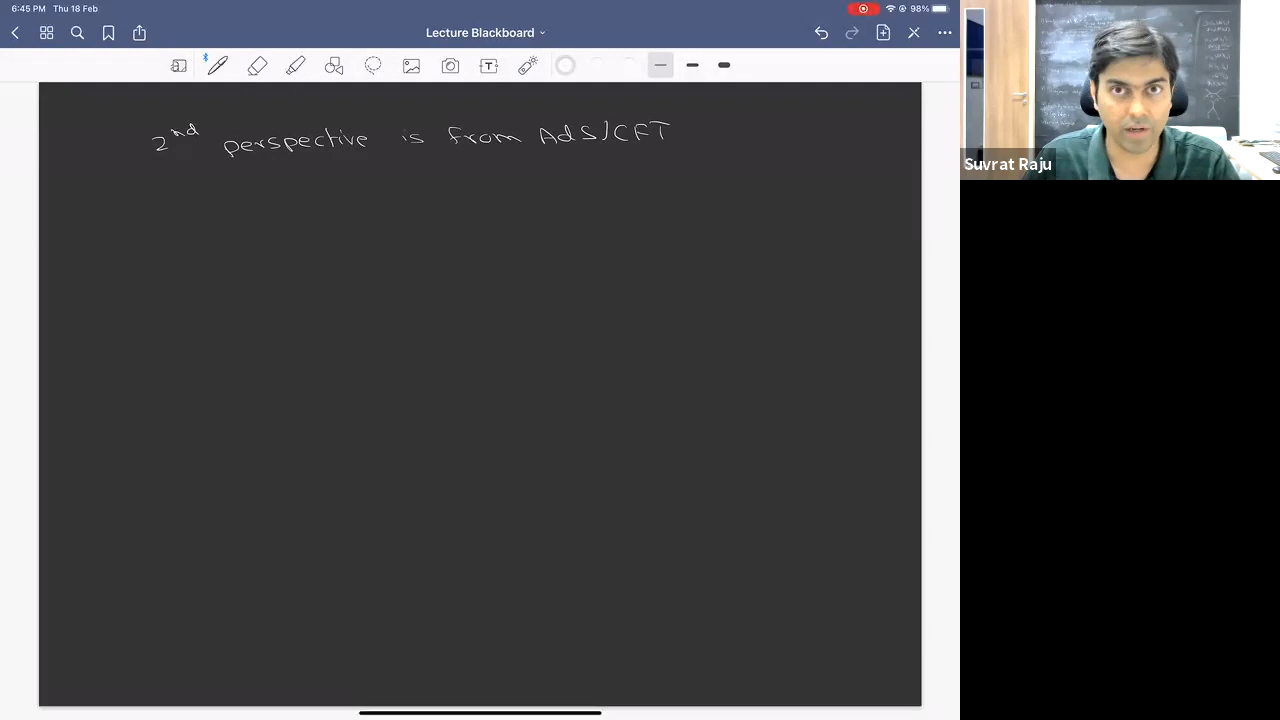 6:45 PM Thu 18 Feb
98%
Lecture Blackboard
T
2nd perspective is from AdS/CFT
Suvrat Raju